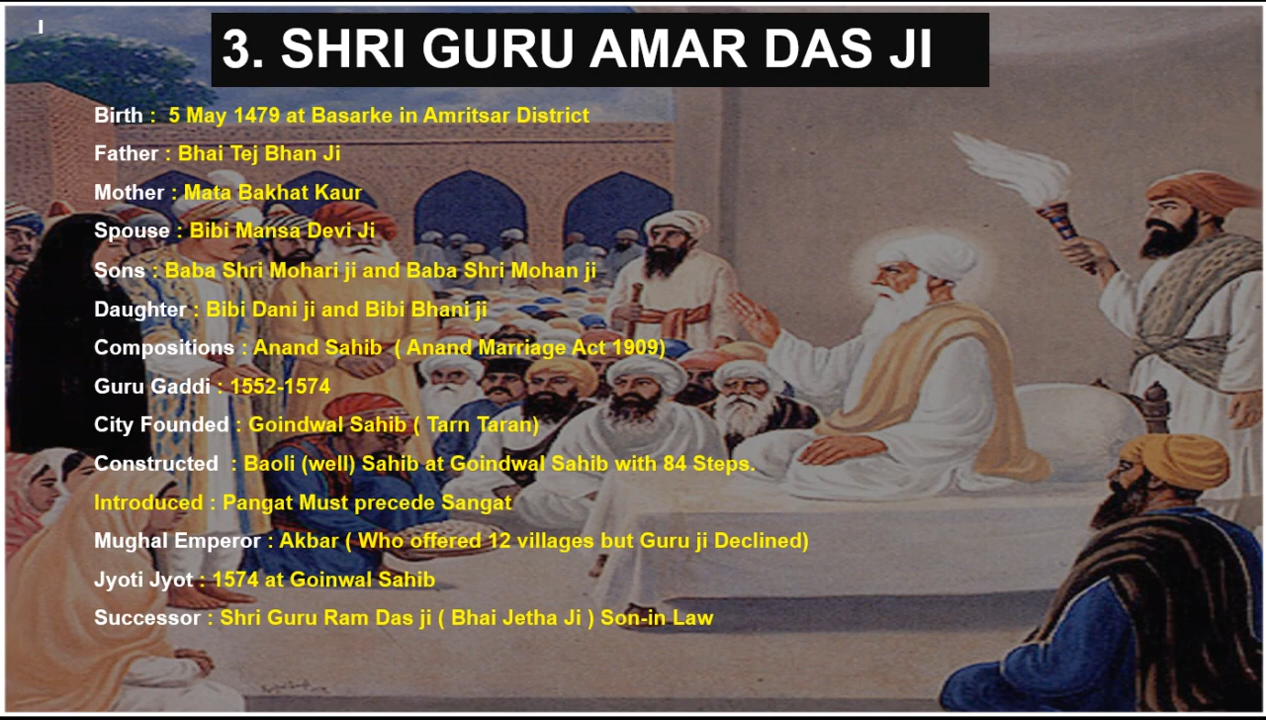 I
3. SHRI GURU AMAR DAS JI
Birth : 5 May 1479 at Basarke in Amritsar District
Father : Bhai Tej Bhan Ji
Mother : Mata Bakhat Kaur
Spouse : Bibi Mansa Devi Ji
Sons : Baba Shri Mohari ji and Baba Shri Mohan ji
Daughter : Bibi Dani ji and Bibi Bhani ji
Compositions : Anand Sahib ( Anand Marriage Act 1909)
Guru Gaddi : 1552-1574
City Founded : Goindwal Sahib ( Tarn Taran)
Constructed : Baoli (well) Sahib at Goindwal Sahib with 84 Steps.
Introduced : Pangat Must precede Sangat
Mughal Emperor : Akbar ( Who offered 12 villages but Guru ji Declined)
Jyoti Jyot : 1574 at Goinwal Sahib
Successor : Shri Guru Ram Das ji ( Bhai Jetha Ji ) Son-in Law